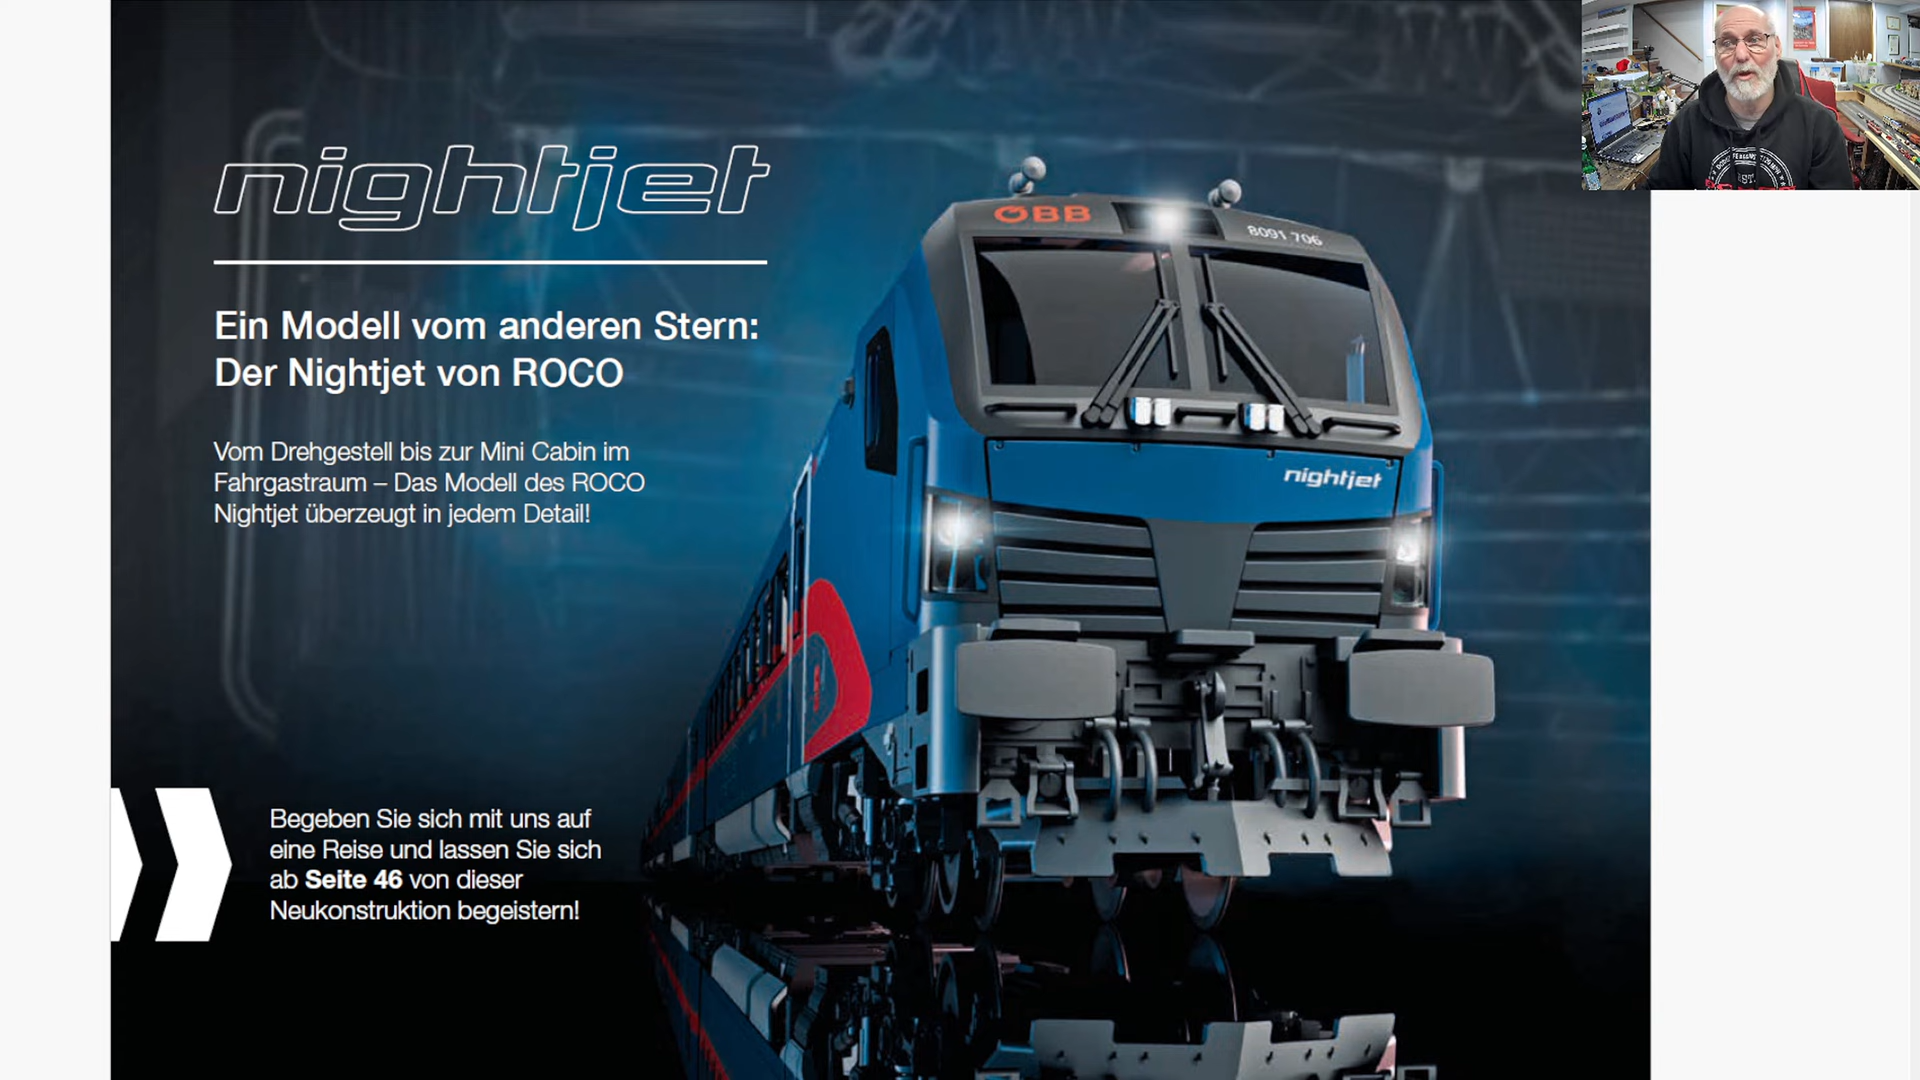 nightjet
Ein Modell vom anderen Stern:
Der Nightjet von ROCO
Vom Drehgestell bis zur Mini Cabin im
Fahrgastraum – Das Modell des ROCO
Nightjet überzeugt in jedem Detail!
ÖBB
8091 706
nightjet
Begeben Sie sich mit uns auf
eine Reise und lassen Sie sich
ab Seite 46 von dieser
Neukonstruktion begeistern!